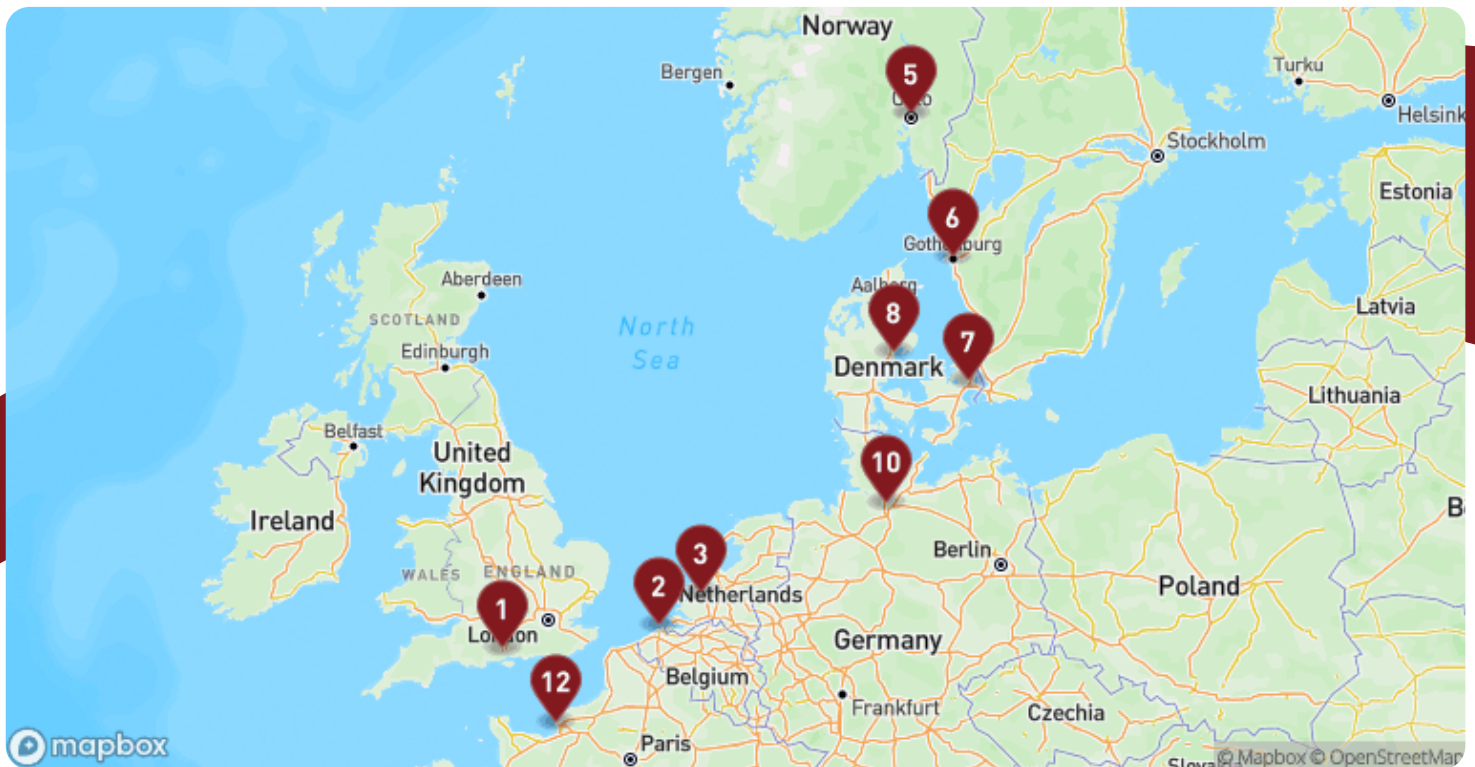 Norway
Bergen
5
Turku
Helsink
Stockholm
Estonia
6
Gothenburg
Aberdeen
Aalborg
8
Latvia
SCOTLAND
North
Sea
7
Edinburgh
Denmark
Lithuania
Belfast
United
Kingdom
10
Ireland
B
Berlin
3
WALES
ENGLAND
2
Netherlands
Poland
1
London
Germany
12
Belgium
Frankfurt
Czechia
Paris
mapbox
© Mapbox © OpenStreetMap